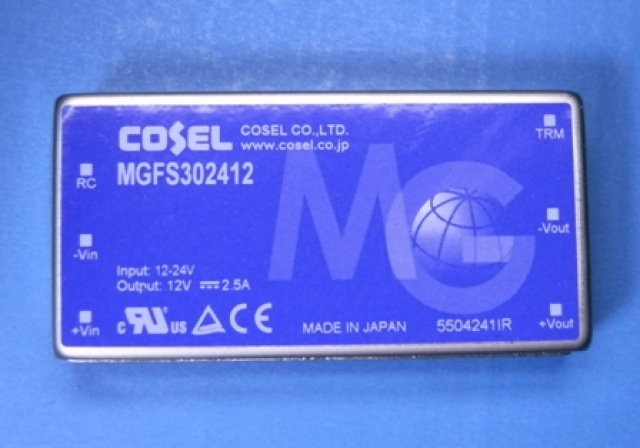 COSEL COSEL CO.,LTD.
www.cosel.co.jp
MGFS302412
TRM
RC
MG
-Vin
-Vout
Input: 12-24V
Output: 12V ⎓ 2.5A
+Vin
+Vout
c RU us CE
MADE IN JAPAN
5504241IR